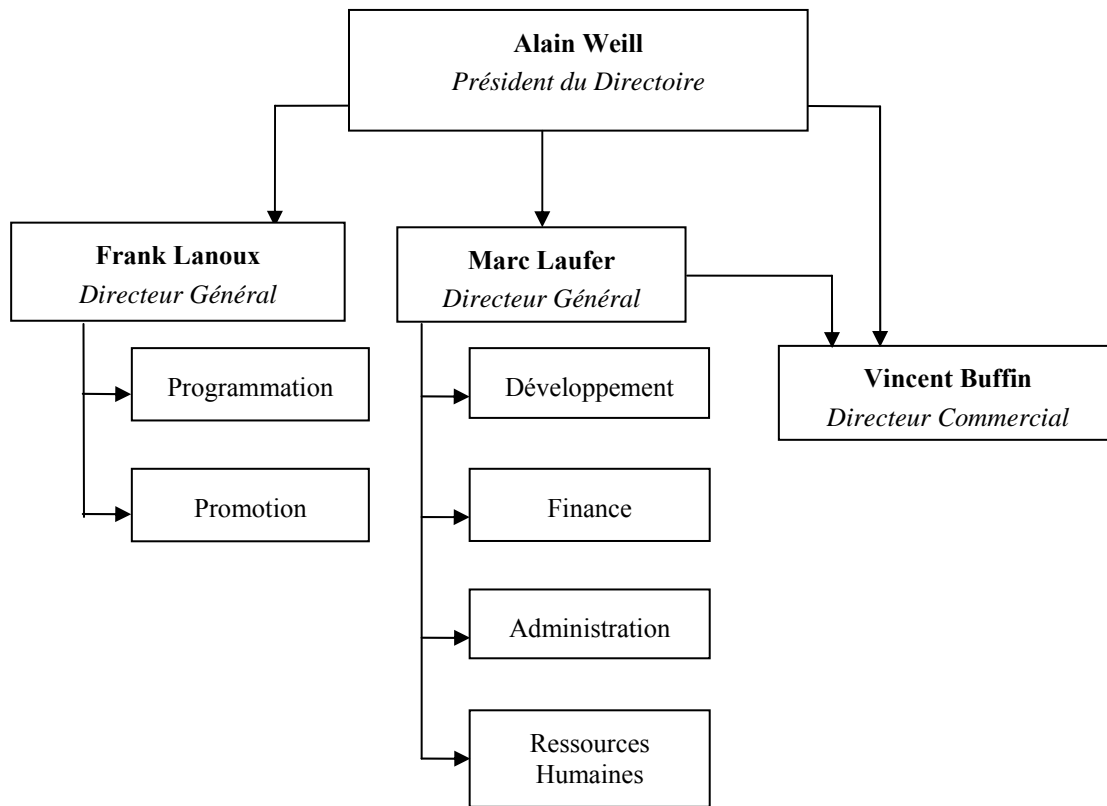 Alain Weill
Président du Directoire
Frank Lanoux
Directeur Général
Marc Laufer
Directeur Général
Vincent Buffin
Directeur Commercial
Programmation
Promotion
Développement
Finance
Administration
Ressources
Humaines